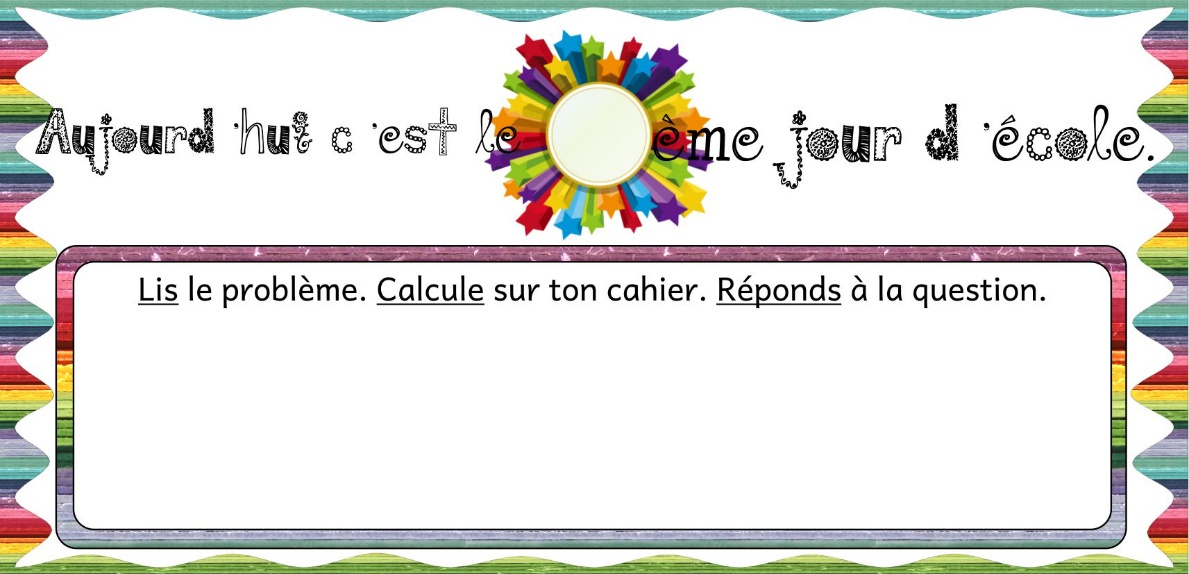 Aujourd 'hui c 'est le ème jour d 'école.
Lis le problème. Calcule sur ton cahier. Réponds à la question.